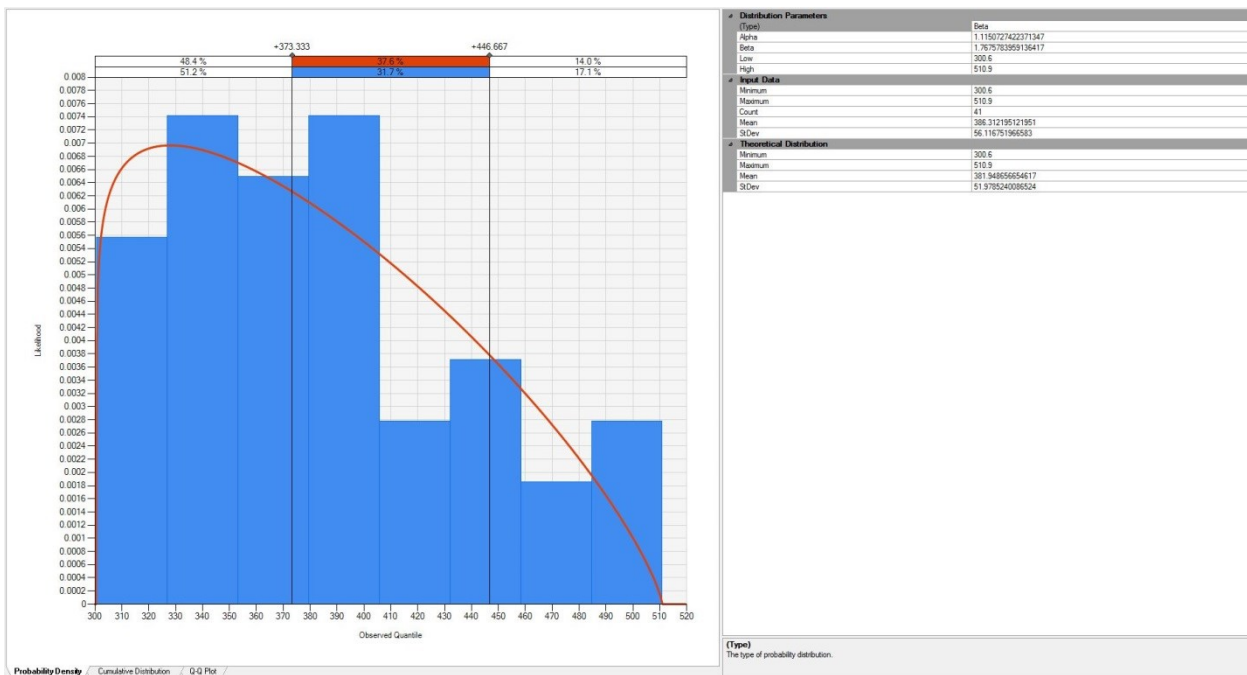 +373.333 +446.667
48.4 % 37.6 % 14.0 %
51.2 % 31.7 % 17.1 %
0.008
0.0078
0.0076
0.0074
0.0072
0.007
0.0068
0.0066
0.0064
0.0062
0.006
0.0058
0.0056
0.0054
0.0052
0.005
0.0048
0.0046
0.0044
0.0042
0.004
0.0038
0.0036
0.0034
0.0032
0.003
0.0028
0.0026
0.0024
0.0022
0.002
0.0018
0.0016
0.0014
0.0012
0.001
0.0008
0.0006
0.0004
0.0002
0
Likelihood
300 310 320 330 340 350 360 370 380 390 400 410 420 430 440 450 460 470 480 490 500 510 520
Observed Quantile
Probability Density Cumulative Distribution Q-Q Plot
Distribution Parameters
(Type) Beta
Alpha 1.1150727422371347
Beta 1.7675783959136417
Low 300.6
High 510.9
Input Data
Minimum 300.6
Maximum 510.9
Count 41
Mean 386.312195121951
StDev 56.116751966583
Theoretical Distribution
Minimum 300.6
Maximum 510.9
Mean 381.948656654617
StDev 51.9785240086524
(Type)
The type of probability distribution.